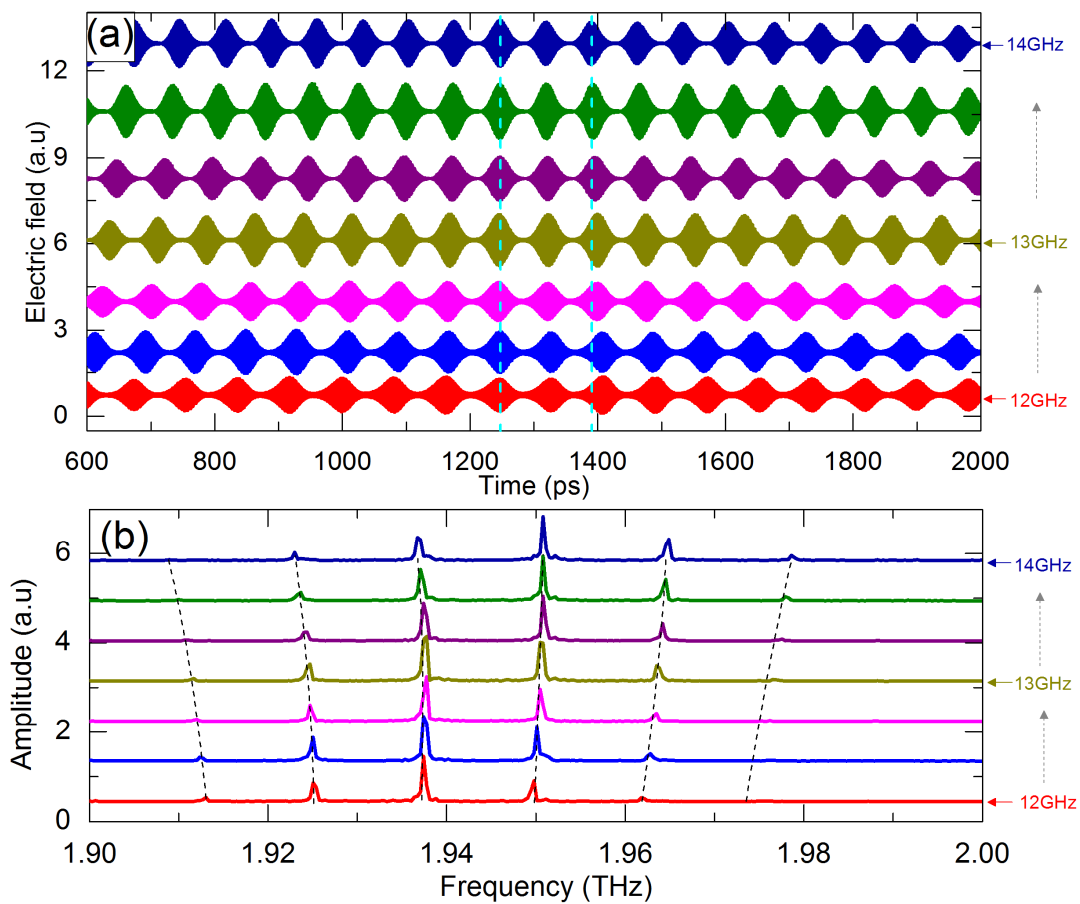 (a)
Electric field (a.u)
12
9
6
3
0
14GHz
13GHz
12GHz
600 800 1000 1200 1400 1600 1800 2000
Time (ps)
(b)
Amplitude (a.u)
6
4
2
0
14GHz
13GHz
12GHz
1.90 1.92 1.94 1.96 1.98 2.00
Frequency (THz)